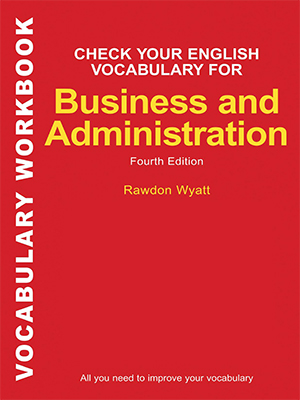 VOCABULARY WORKBOOK
CHECK YOUR ENGLISH
VOCABULARY FOR
Business and
Administration
Fourth Edition
Rawdon Wyatt
All you need to improve your vocabulary